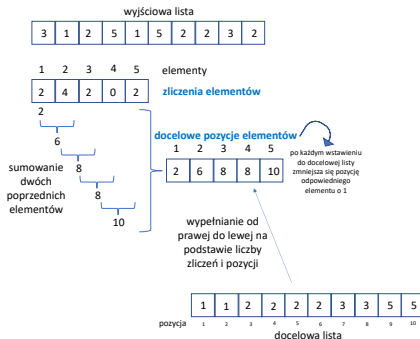 wyjściowa lista
3 1 2 5 1 5 2 2 3 2
1 2 3 4 5 elementy
2 4 2 0 2 zliczenia elementów
2
6
8
8
10
sumowanie
dwóch
poprzednich
elementów
docelowe pozycje elementów
1 2 3 4 5
2 6 8 8 10
po każdym wstawieniu
do docelowej listy
zmniejsza się pozycję
odpowiedniego
elementu o 1
wypełnianie od
prawej do lewej na
podstawie liczby
zliczeń i pozycji
1 1 2 2 2 2 3 3 5 5
pozycja 1 2 3 4 5 6 7 8 9 10
docelowa lista